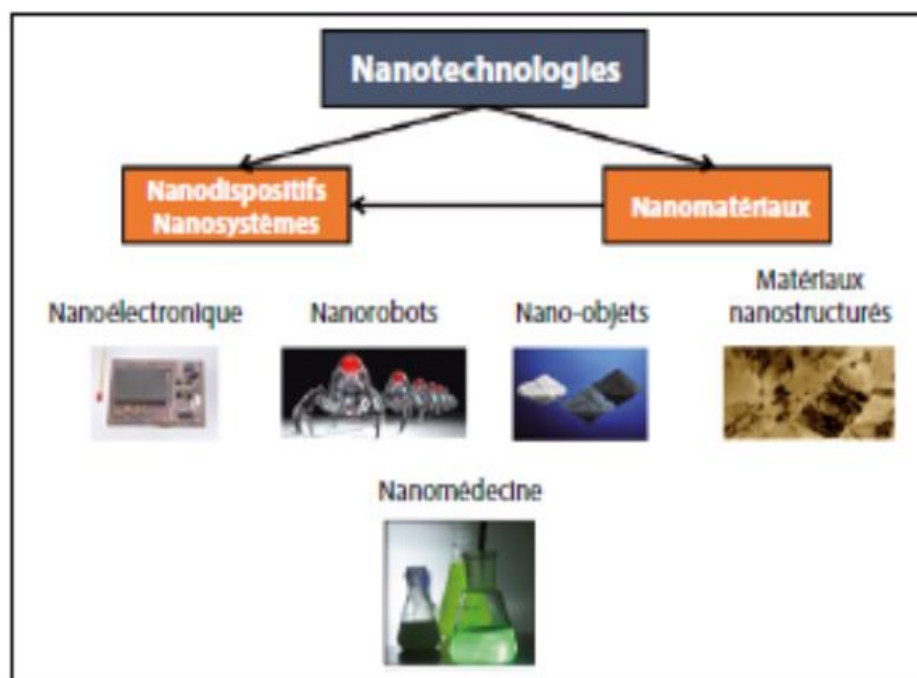 Nanotechnologies
Nanodispositifs
Nanosystèmes
Nanomatériaux
Nanoélectronique
Nanorobots
Nano-objets
Matériaux
nanostructurés
Nanomédecine